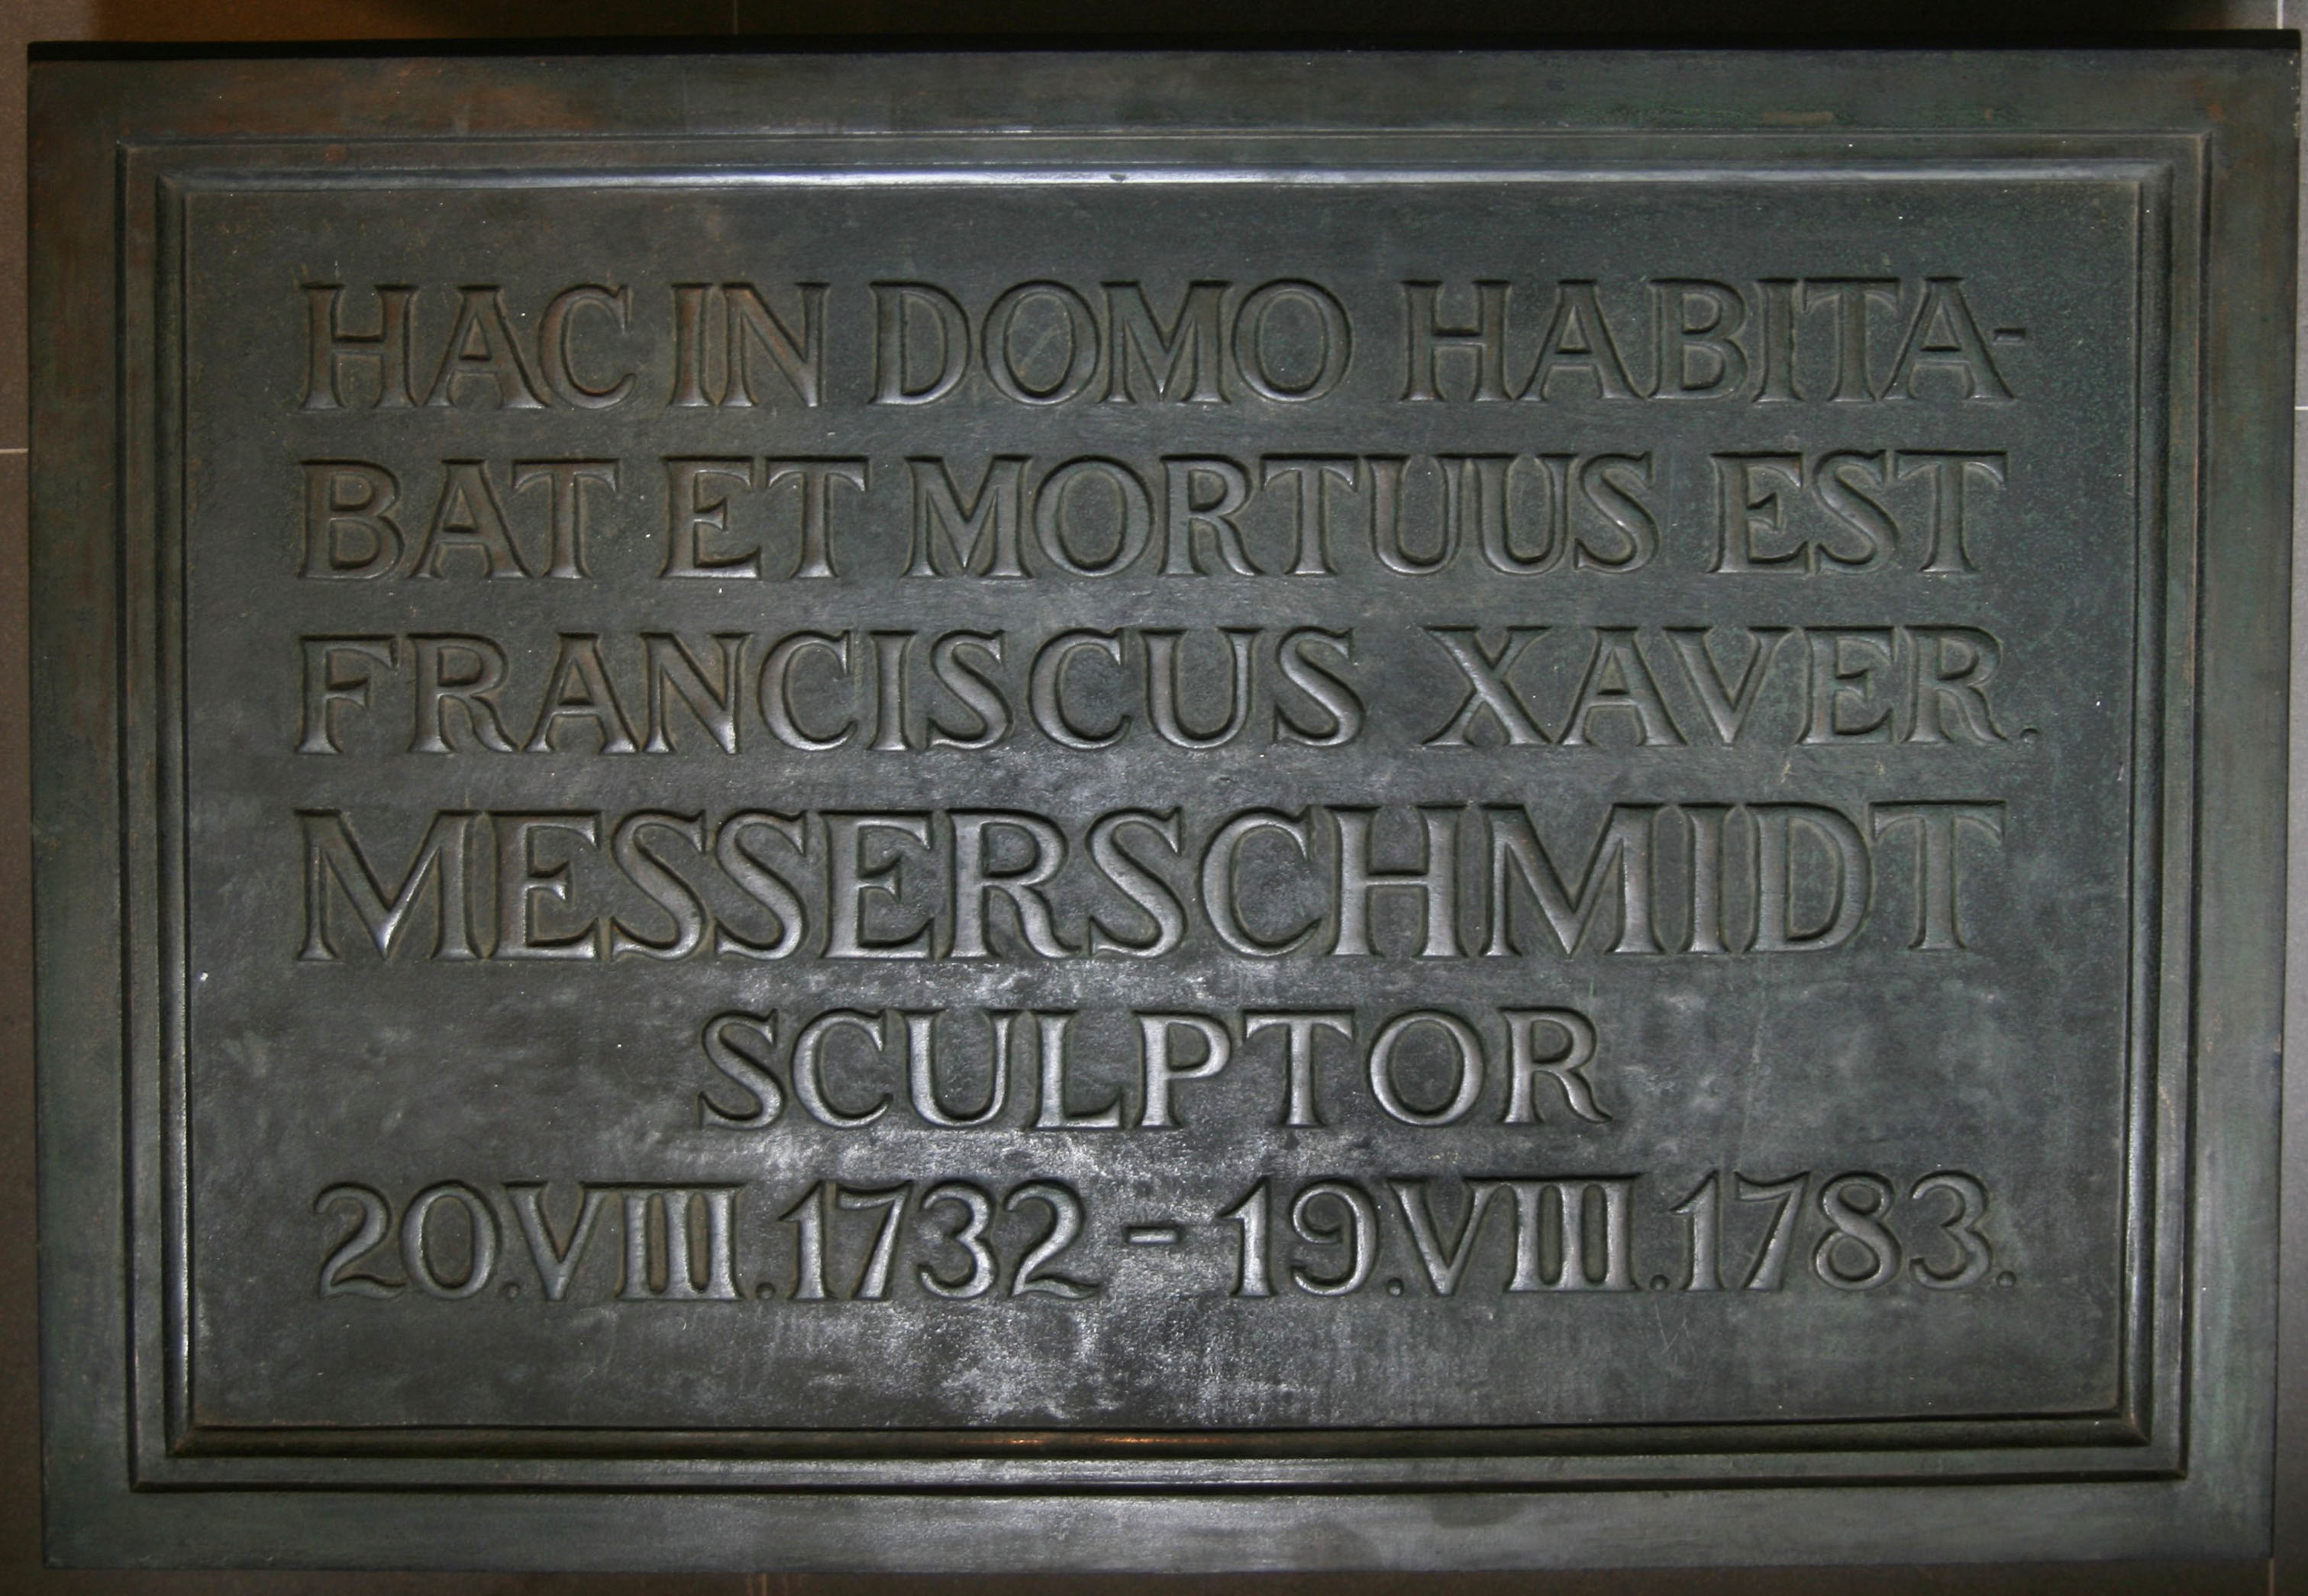 HAC IN DOMO HABITA-
BAT ET MORTUUS EST
FRANCISCUS XAVER.
MESSERSCHMIDT
SCULPTOR
20.VIII.1732-19.VIII.1783.